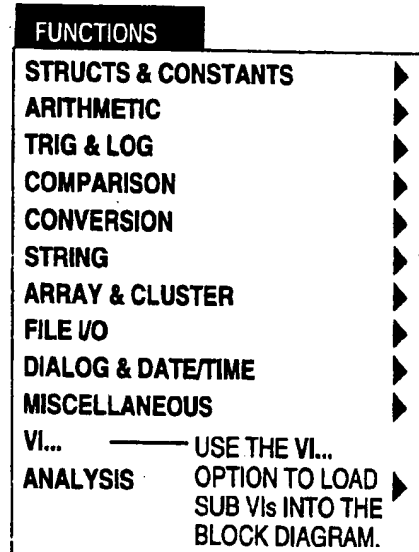 FUNCTIONS
STRUCTS & CONSTANTS
ARITHMETIC
TRIG & LOG
COMPARISON
CONVERSION
STRING
ARRAY & CLUSTER
FILE I/O
DIALOG & DATE/TIME
MISCELLANEOUS
VI...
USE THE VI...
ANALYSIS
OPTION TO LOAD
SUB VIs INTO THE
BLOCK DIAGRAM.